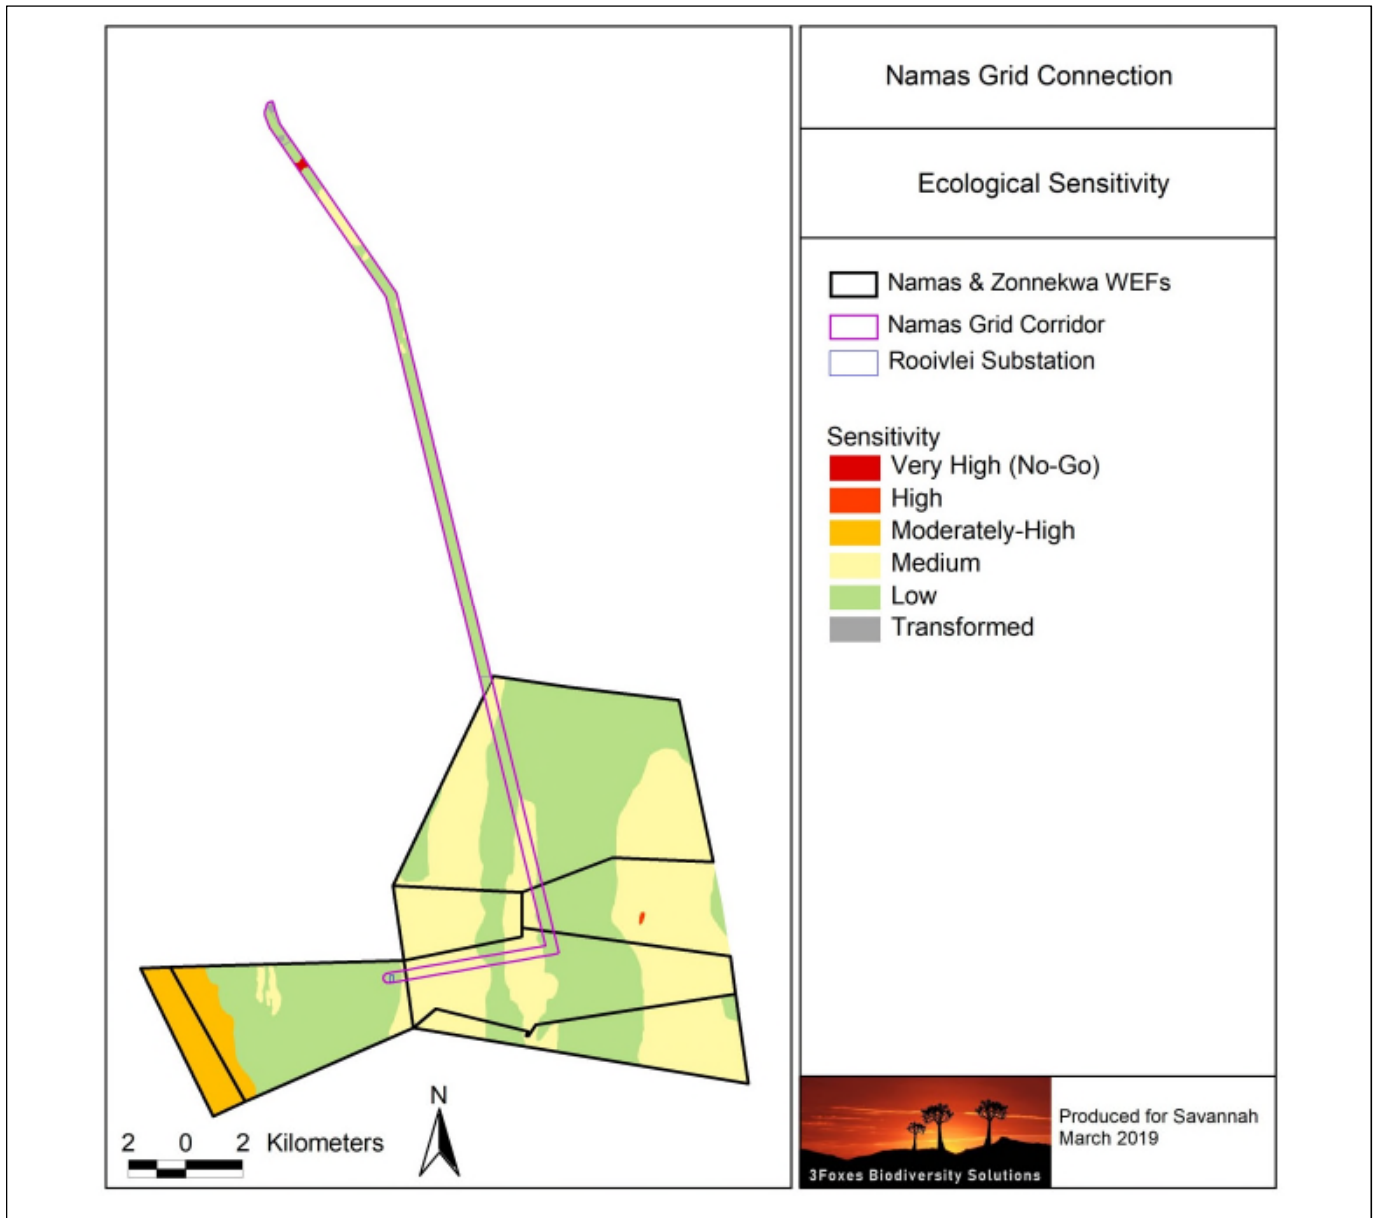 Namas Grid Connection
Ecological Sensitivity
Namas & Zonnekwa WEFs
Namas Grid Corridor
Rooivlei Substation
Sensitivity
Very High (No-Go)
High
Moderately-High
Medium
Low
Transformed
N
2 0 2 Kilometers
3Foxes Biodiversity Solutions
Produced for Savannah
March 2019